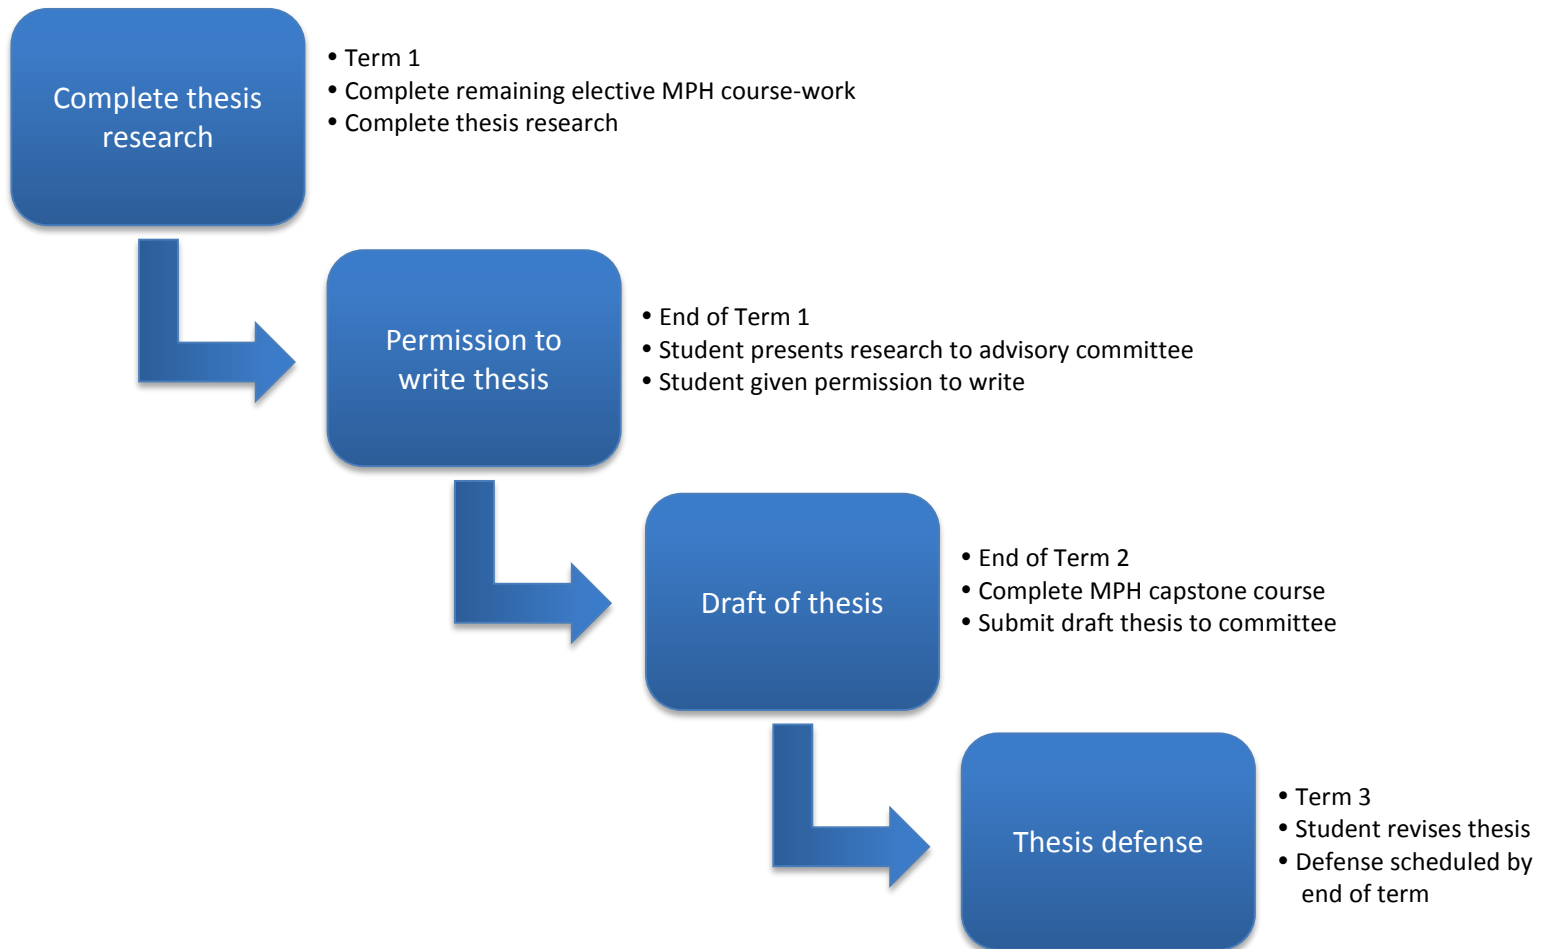 Complete thesis
research
• Term 1
• Complete remaining elective MPH course-work
• Complete thesis research
Permission to
write thesis
• End of Term 1
• Student presents research to advisory committee
• Student given permission to write
Draft of thesis
• End of Term 2
• Complete MPH capstone course
• Submit draft thesis to committee
Thesis defense
• Term 3
• Student revises thesis
• Defense scheduled by
end of term